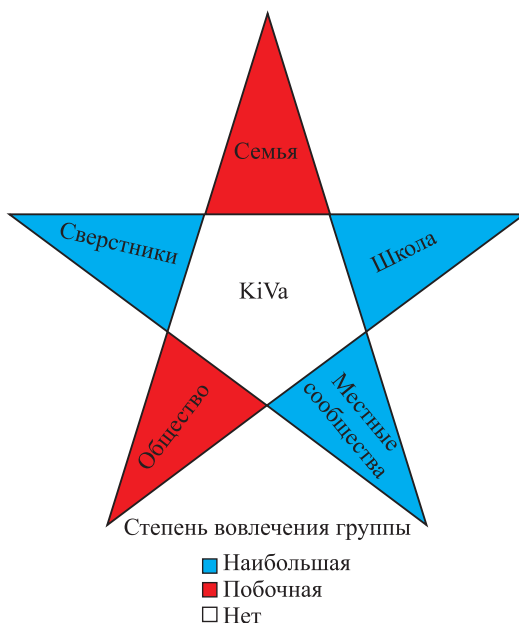 Семья
Сверстники
Школа
KiVa
Общество
Местные
сообщества
Степень вовлечения группы
Наибольшая
Побочная
Нет